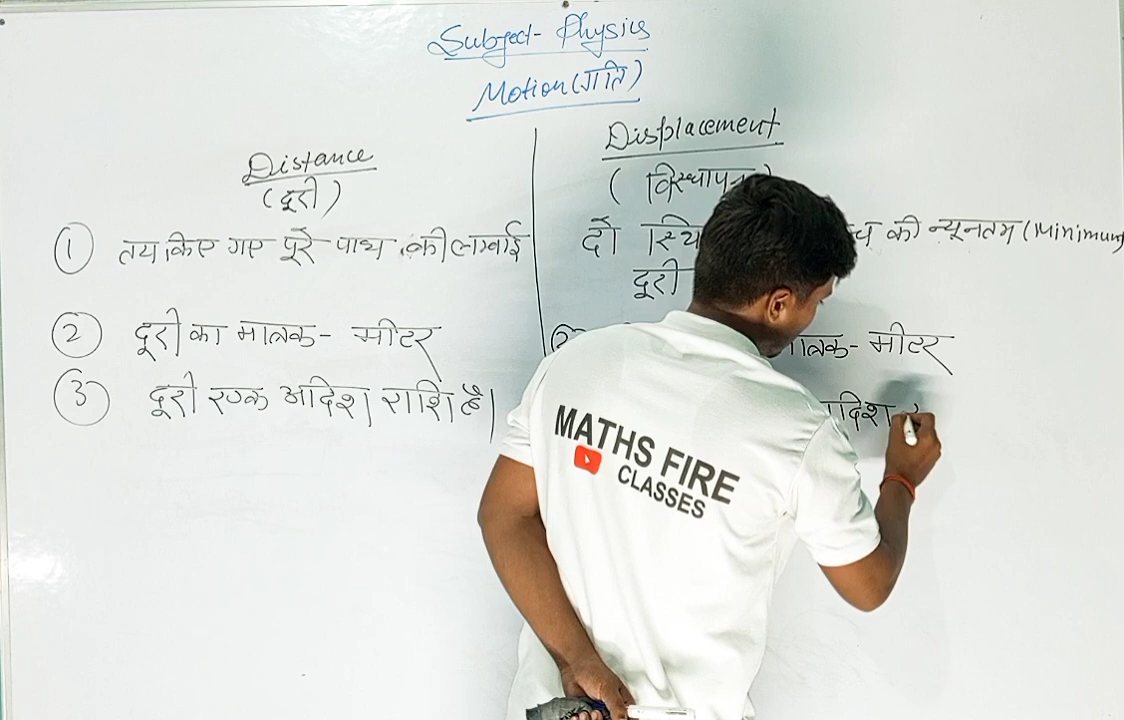 Subject- Physics
Motion(गति)
Distance
(दूरी)
① तय किए गए पूरे पाथ की लम्बाई
② दूरी का मात्रक- मीटर
③ दूरी एक अदिश राशि है।
Displacement
(विस्थापन)
दो की न्यूनतम (Minimum)
दूरी
मात्रक- मीटर
MATHS FIRE
CLASSES